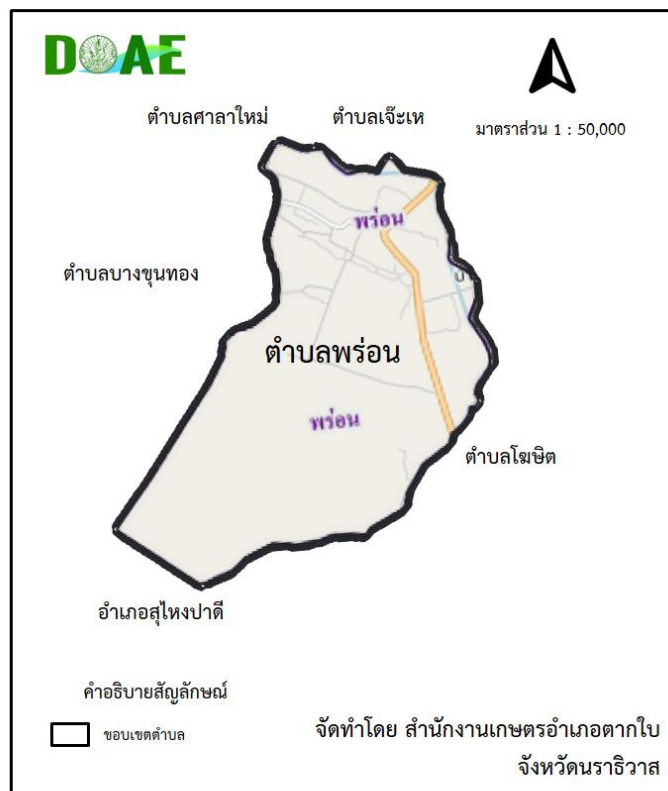 DOAE
ตำบลศาลาใหม่ ตำบลเจ๊ะเห
มาตราส่วน 1 : 50,000
พร่อน
ตำบลบางขุนทอง
ตำบลพร่อน
พร่อน
ตำบลโฆษิต
อำเภอสุไหงปาดี
คำอธิบายสัญลักษณ์
ขอบเขตตำบล
จัดทำโดย สำนักงานเกษตรอำเภอตากใบ
จังหวัดนราธิวาส